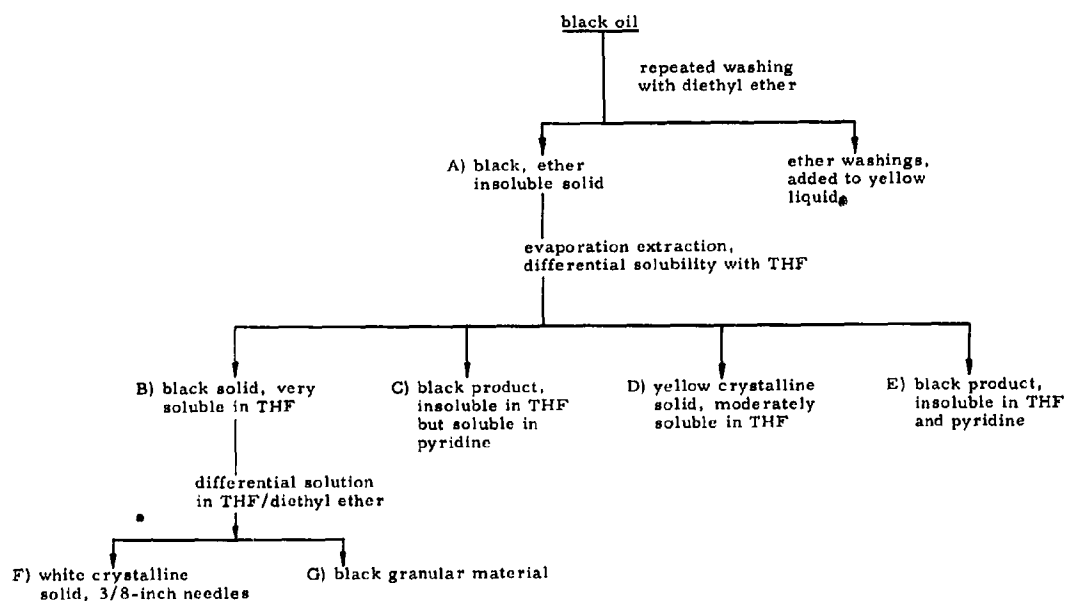 black oil
repeated washing
with diethyl ether
A) black, ether
insoluble solid
ether washings,
added to yellow
liquid
evaporation extraction,
differential solubility with THF
B) black solid, very
soluble in THF
C) black product,
insoluble in THF
but soluble in
pyridine
D) yellow crystalline
solid, moderately
soluble in THF
E) black product,
insoluble in THF
and pyridine
differential solution
in THF/diethyl ether
F) white crystalline
solid, 3/8-inch needles
G) black granular material